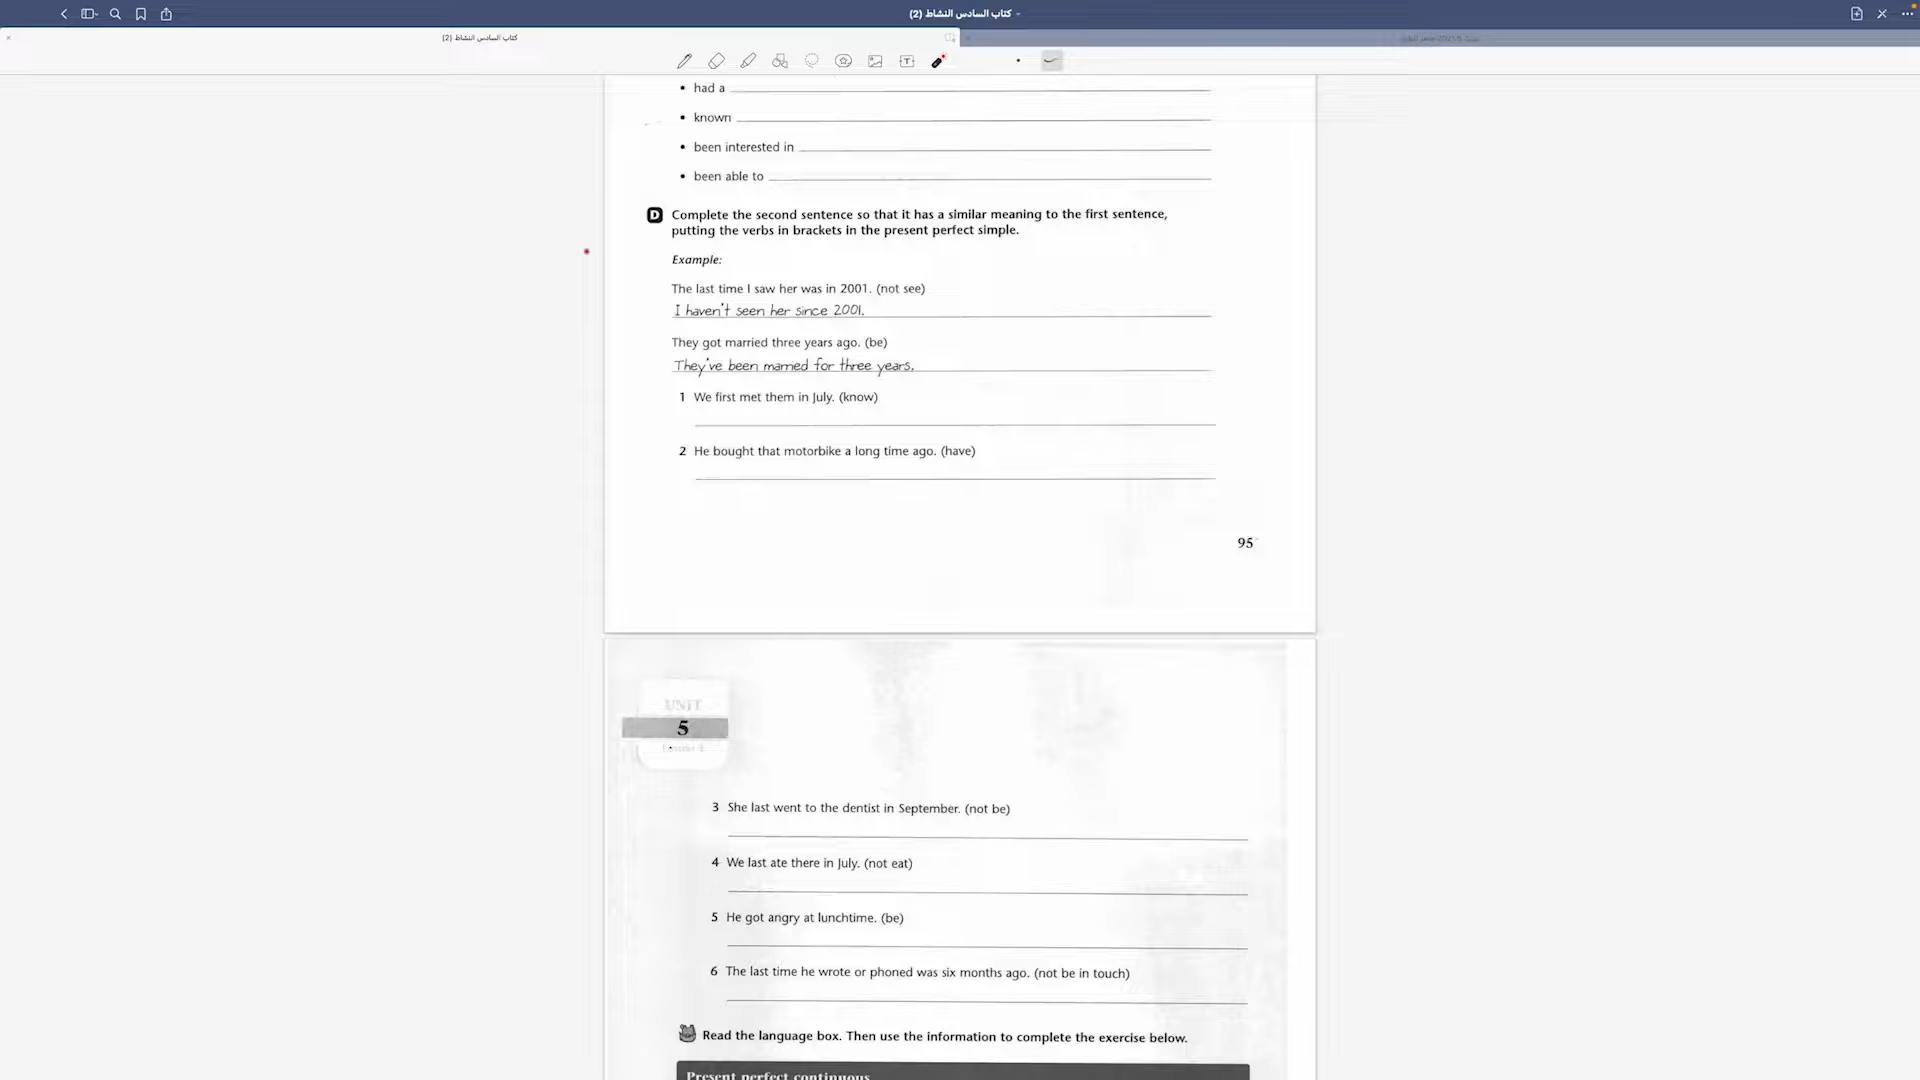 كتاب السادس النشاط (2)
كتاب السادس النشاط (2)
• had a
• known
• been interested in
• been able to
D Complete the second sentence so that it has a similar meaning to the first sentence,
putting the verbs in brackets in the present perfect simple.
Example:
The last time I saw her was in 2001. (not see)
I haven't seen her since 2001.
They got married three years ago. (be)
They've been married for three years.
1 We first met them in July. (know)
2 He bought that motorbike a long time ago. (have)
95
UNIT
5
3 She last went to the dentist in September. (not be)
4 We last ate there in July. (not eat)
5 He got angry at lunchtime. (be)
6 The last time he wrote or phoned was six months ago. (not be in touch)
Read the language box. Then use the information to complete the exercise below.
Present perfect continuous